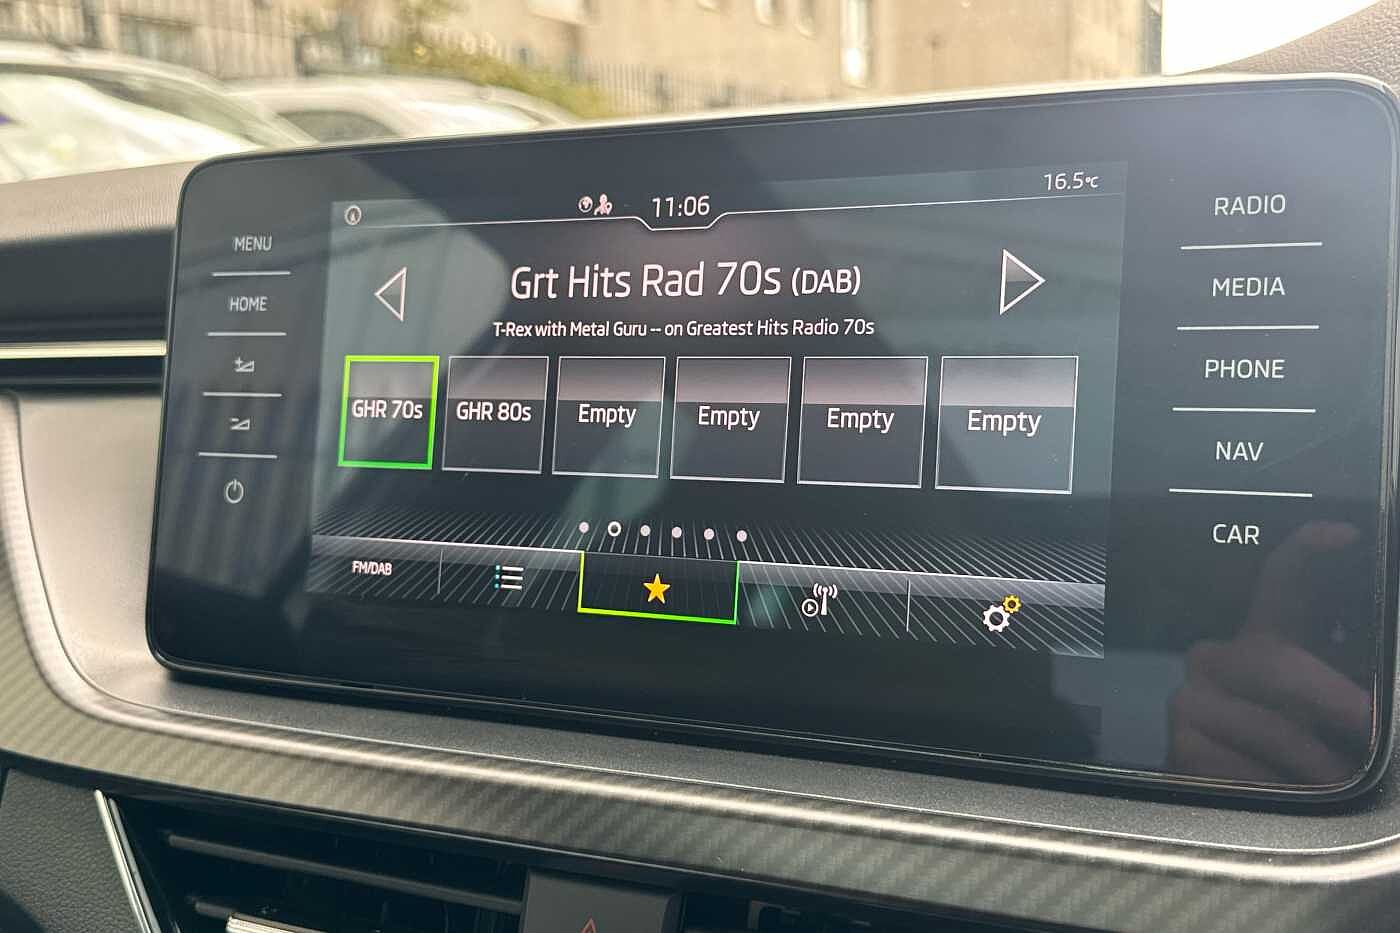 11:06
16.5°C
Grt Hits Rad 70s (DAB)
T-Rex with Metal Guru -- on Greatest Hits Radio 70s
GHR 70s
GHR 80s
Empty
Empty
Empty
Empty
FM/DAB
MENU
HOME
RADIO
MEDIA
PHONE
NAV
CAR